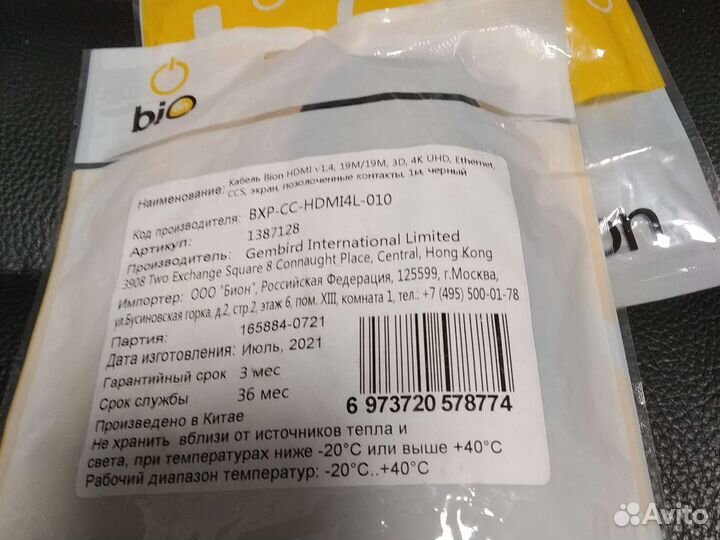 bion
Наименование: Кабель Bion HDMI v1.4, 19M/19M, 3D, 4K UHD, Ethernet,
CCS, экран, позолоченные контакты, 1м, черный
Код производителя: BXP-CC-HDMI4L-010
Артикул: 1387128
Производитель: Gembird International Limited
3908 Two Exchange Square 8 Connaught Place, Central, Hong Kong
Импортер: ООО "Бион", Российская Федерация, 125599, г.Москва,
ул.Бусиновская горка, д.2, стр.2, этаж 6, пом. XIII, комната 1, тел.: +7 (495) 500-01-78
Партия: 165884-0721
Дата изготовления: Июль, 2021
Гарантийный срок 3 мес
Срок службы 36 мес
Произведено в Китае
Не хранить вблизи от источников тепла и
света, при температурах ниже -20°C или выше +40°C
Рабочий диапазон температур: -20°C..+40°C
6 973720 578774
on
Avito